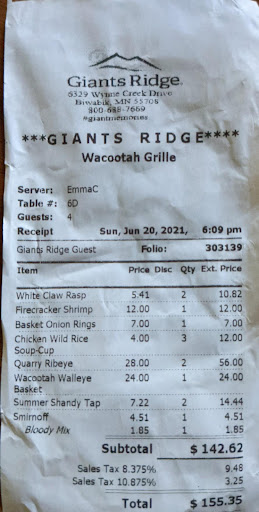 Giants Ridge
6329 Wynne Creek Drive
Biwabik, MN 55708
800-688-7669
#giantmemories
***GIANTS RIDGE****
Wacootah Grille
Server: EmmaC
Table #: 6D
Guests: 4
Receipt Sun, Jun 20, 2021, 6:09 pm
Giants Ridge Guest Folio: 303139
Item Price Disc Qty Ext. Price
White Claw Rasp 5.41 2 10.82
Firecracker Shrimp 12.00 1 12.00
Basket Onion Rings 7.00 1 7.00
Chicken Wild Rice 4.00 3 12.00
Soup-Cup
Quarry Ribeye 28.00 2 56.00
Wacootah Walleye 24.00 1 24.00
Basket
Summer Shandy Tap 7.22 2 14.44
Smirnoff 4.51 1 4.51
Bloody Mix 1.85 1 1.85
Subtotal $ 142.62
Sales Tax 8.375% 9.48
Sales Tax 10.875% 3.25
Total $ 155.35